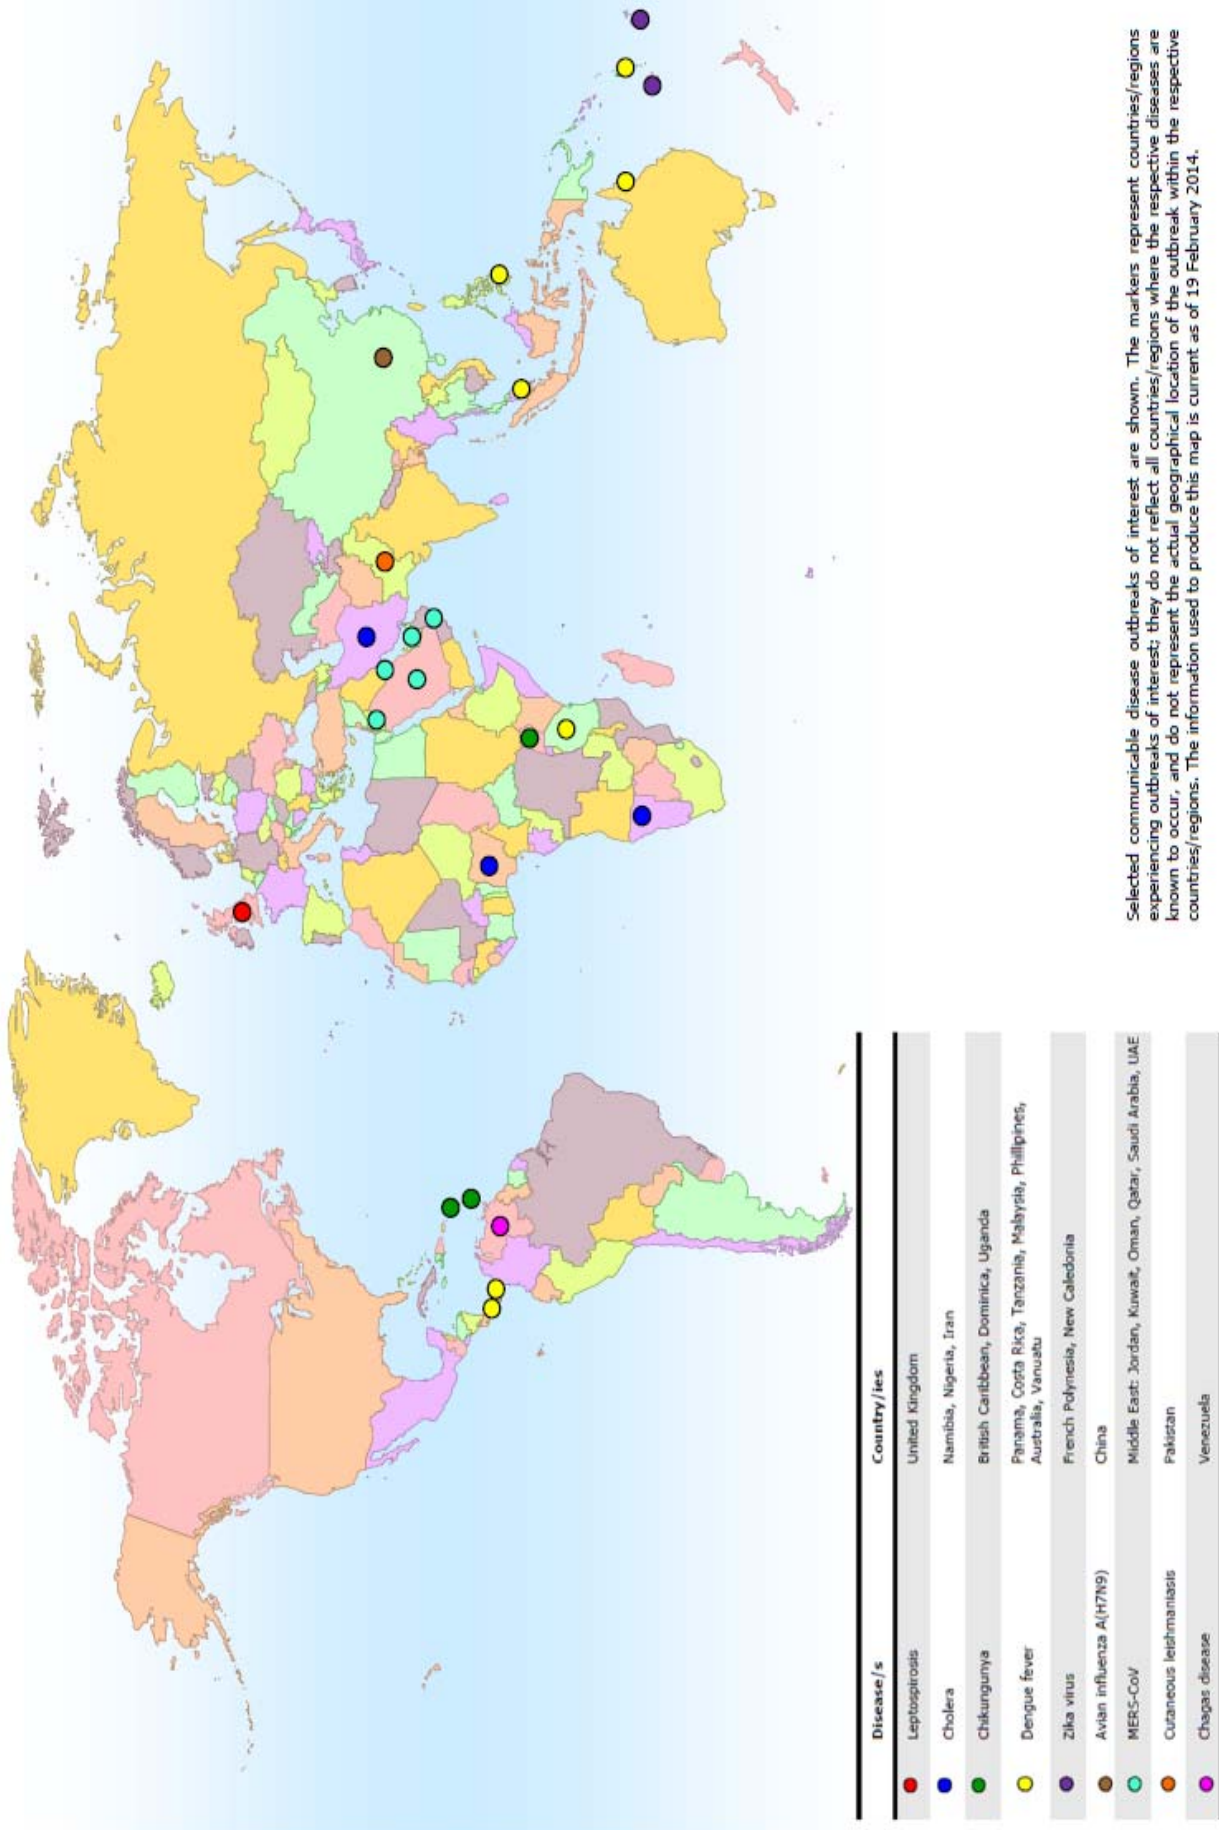 Disease/s Country/ies
Leptospirosis United Kingdom
Cholera Namibia, Nigeria, Iran
Chikungunya British Caribbean, Dominica, Uganda
Dengue fever Panama, Costa Rica, Tanzania, Malaysia, Phillipines,
Australia, Vanuatu
Zika virus French Polynesia, New Caledonia
Avian influenza A(H7N9) China
MERS-CoV Middle East: Jordan, Kuwait, Oman, Qatar, Saudi Arabia, UAE
Cutaneous leishmaniasis Pakistan
Chagas disease Venezuela
Selected communicable disease outbreaks of interest are shown. The markers represent countries/regions
experiencing outbreaks of interest; they do not reflect all countries/regions where the respective diseases are
known to occur, and do not represent the actual geographical location of the outbreak within the respective
countries/regions. The information used to produce this map is current as of 19 February 2014.